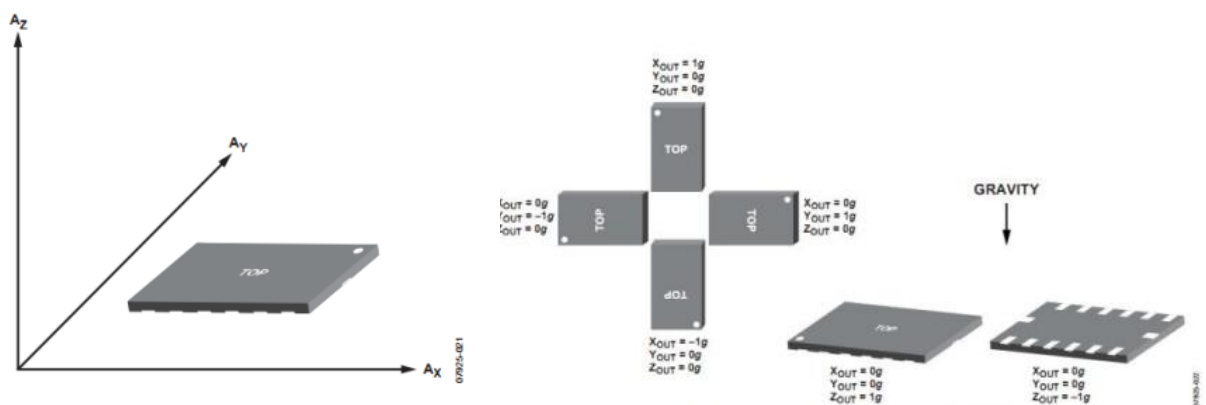 AZ
AY
TOP
AX
07925-021
XOUT = 1g
YOUT = 0g
ZOUT = 0g
TOP
XOUT = 0g
YOUT = –1g
ZOUT = 0g
TOP
TOP
XOUT = 0g
YOUT = 1g
ZOUT = 0g
TOP
XOUT = –1g
YOUT = 0g
ZOUT = 0g
GRAVITY
TOP
XOUT = 0g
YOUT = 0g
ZOUT = 1g
XOUT = 0g
YOUT = 0g
ZOUT = –1g
07925-022